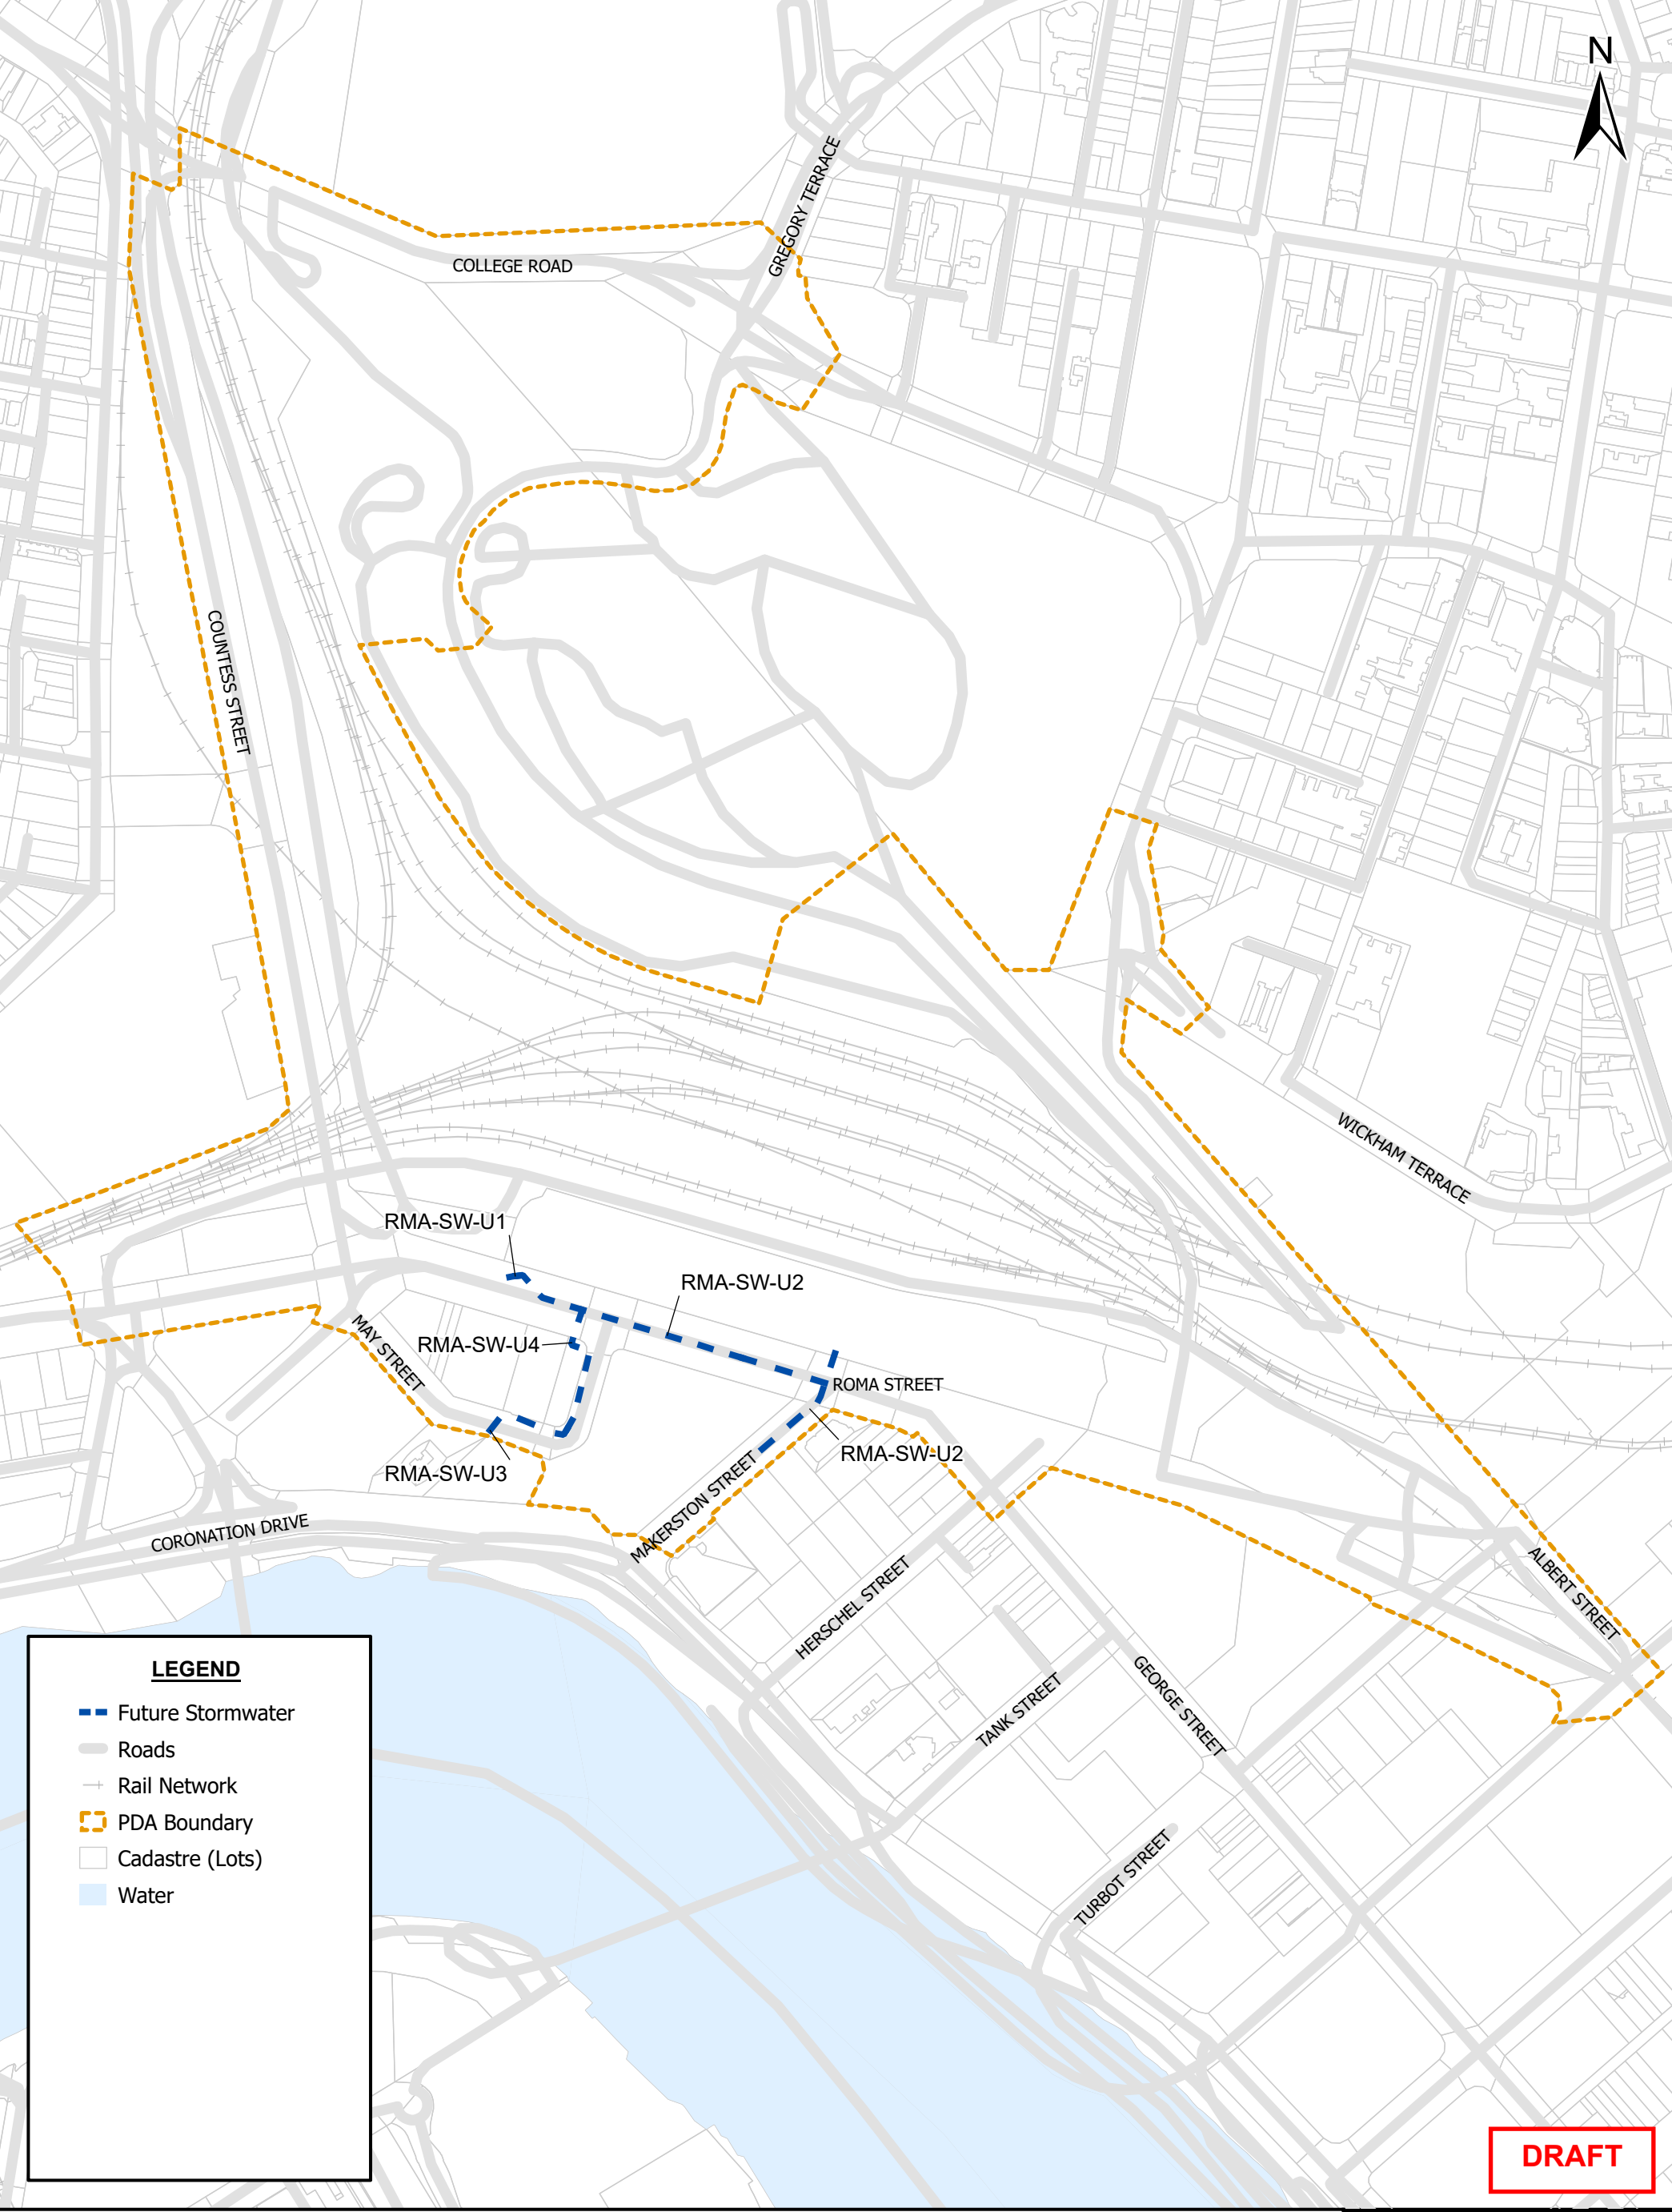 N
GREGORY TERRACE
COLLEGE ROAD
COUNTESS STREET
WICKHAM TERRACE
RMA-SW-U1
RMA-SW-U2
MAY STREET
RMA-SW-U4
ROMA STREET
RMA-SW-U2
RMA-SW-U3
MAKERSTON STREET
CORONATION DRIVE
ALBERT STREET
HERSCHEL STREET
GEORGE STREET
TANK STREET
TURBOT STREET
LEGEND
Future Stormwater
Roads
Rail Network
PDA Boundary
Cadastre (Lots)
Water
DRAFT